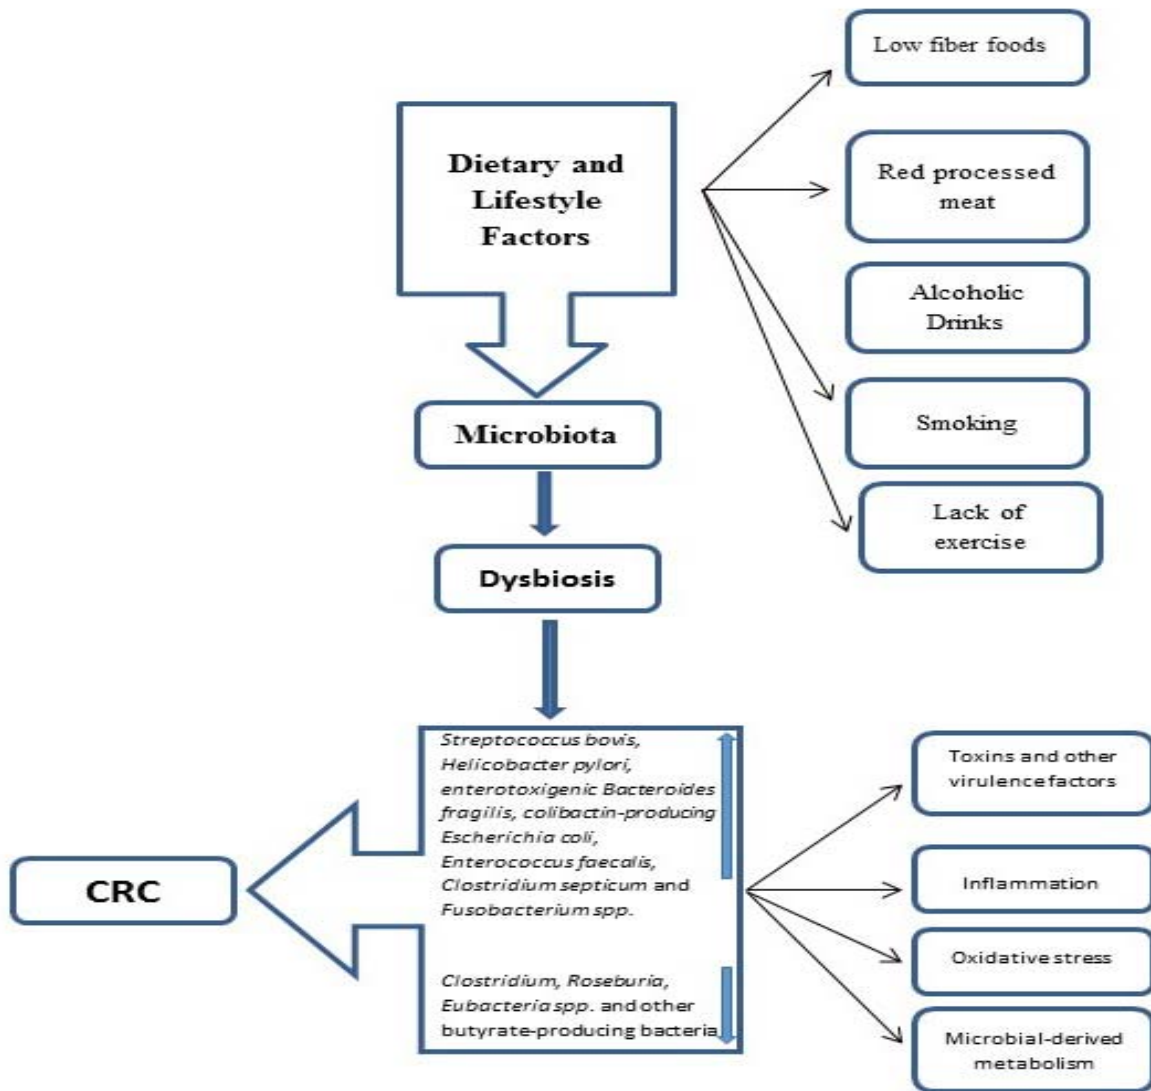 Low fiber foods
Dietary and
Lifestyle
Factors
Red processed
meat
Alcoholic
Drinks
Microbiota
Smoking
Lack of
exercise
Dysbiosis
Streptococcus bovis,
Helicobacter pylori,
enterotoxigenic Bacteroides
fragilis, colibactin-producing
Escherichia coli,
Enterococcus faecalis,
Clostridium septicum and
Fusobacterium spp.
Clostridium, Roseburia,
Eubacteria spp. and other
butyrate-producing bacteria
CRC
Toxins and other
virulence factors
Inflammation
Oxidative stress
Microbial-derived
metabolism